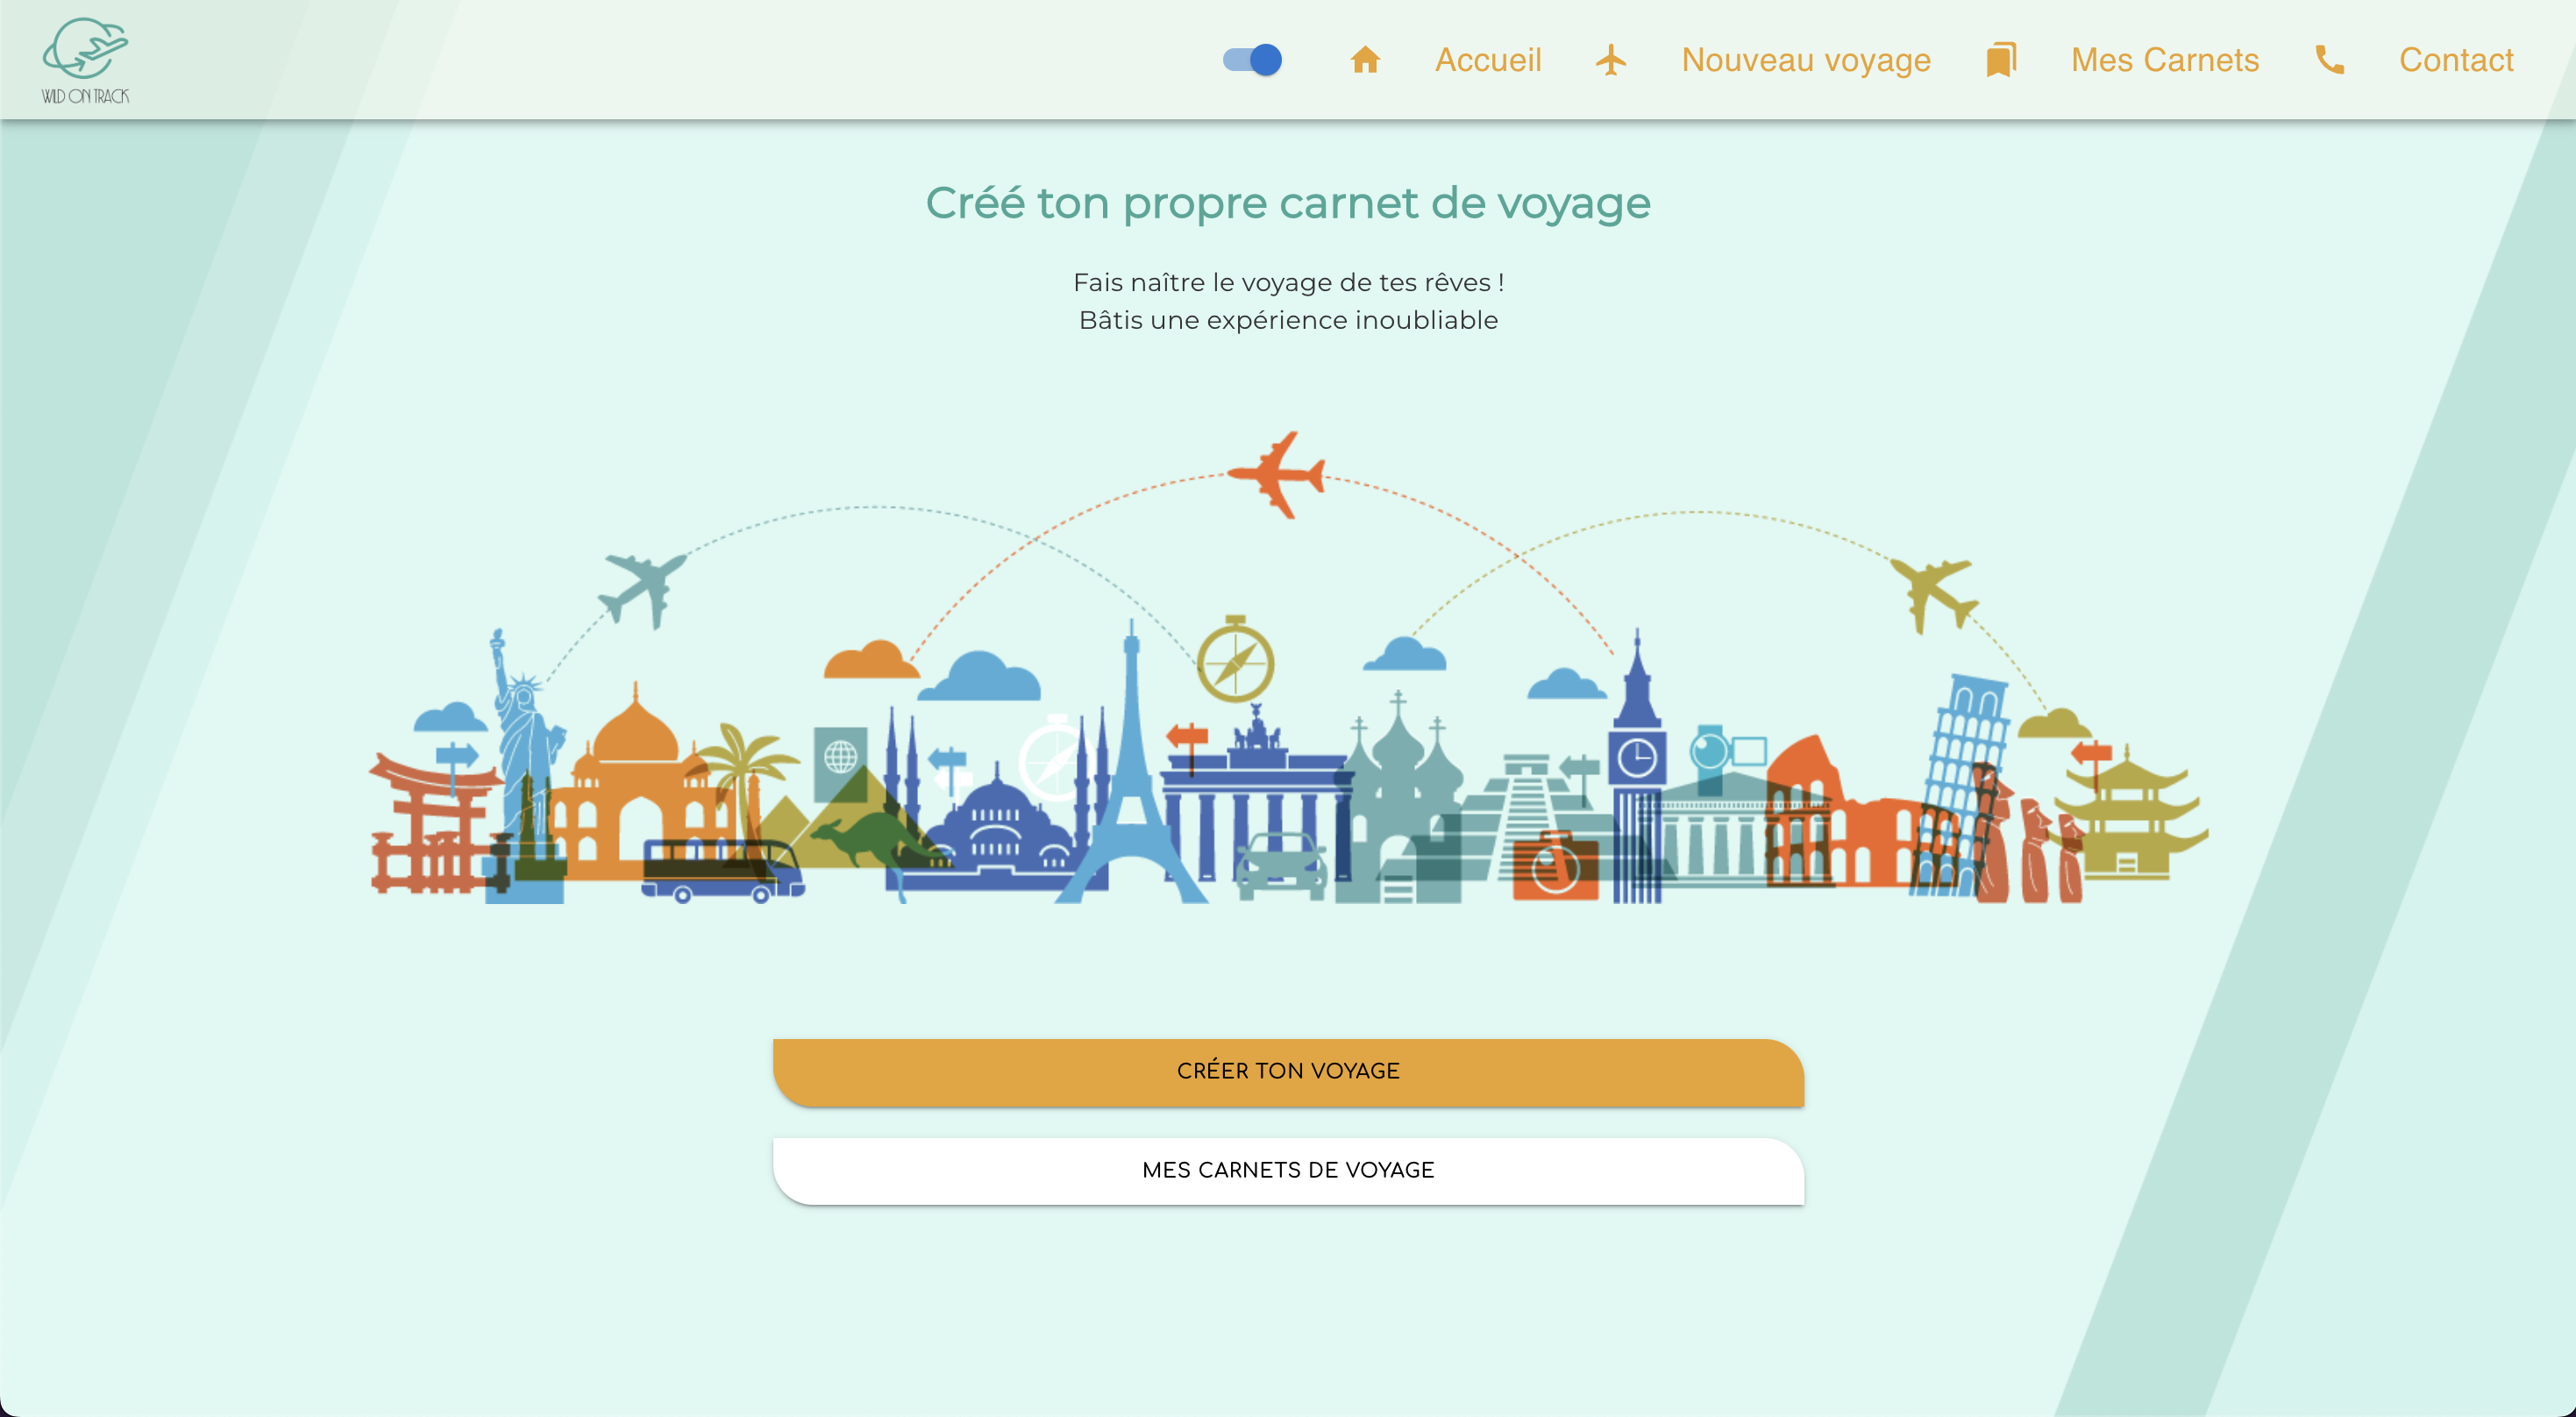 WILD ON TRACK
Accueil
Nouveau voyage
Mes Carnets
Contact
Créé ton propre carnet de voyage
Fais naître le voyage de tes rêves !
Bâtis une expérience inoubliable
CRÉER TON VOYAGE
MES CARNETS DE VOYAGE